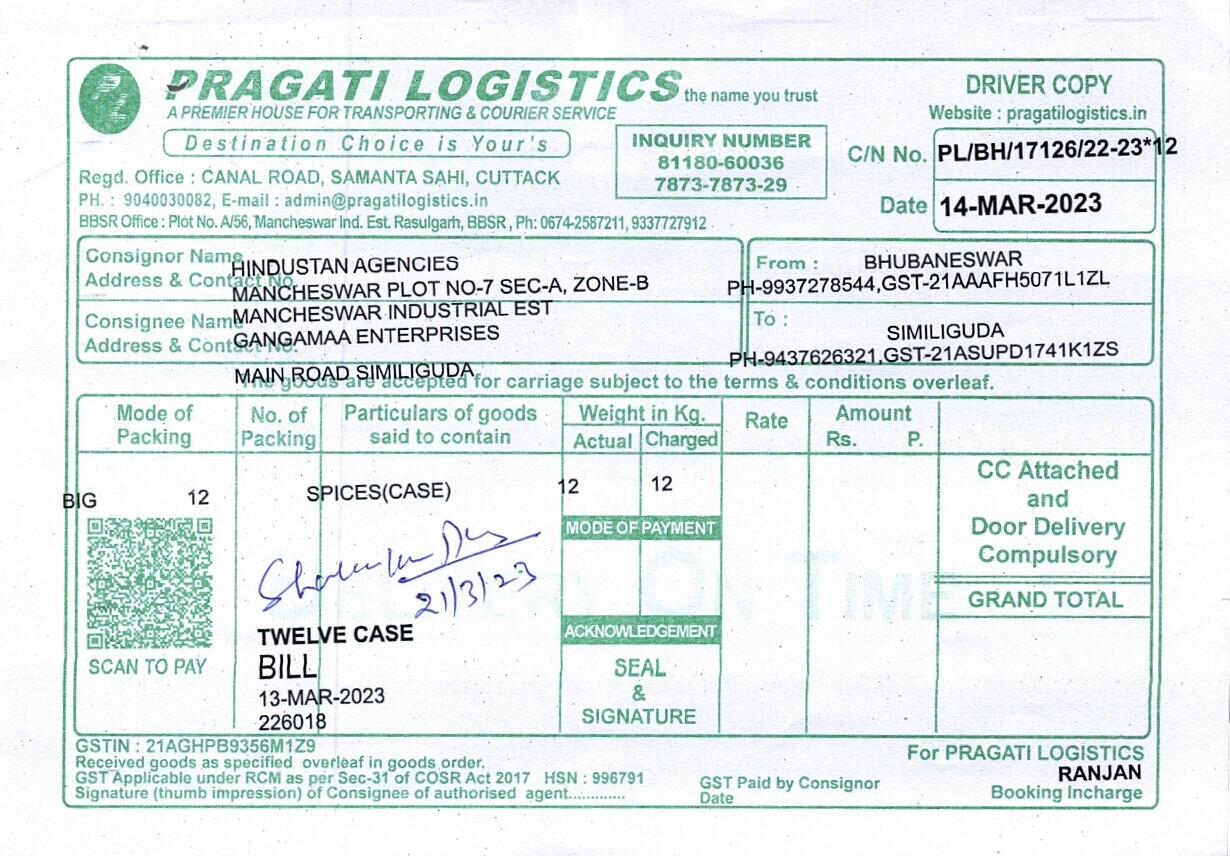 PRAGATI LOGISTICS the name you trust
A PREMIER HOUSE FOR TRANSPORTING & COURIER SERVICE
Destination Choice is Your's
Regd. Office : CANAL ROAD, SAMANTA SAHI, CUTTACK
PH. : 9040030082, E-mail : admin@pragatilogistics.in
BBSR Office : Plot No. A/56, Mancheswar Ind. Est. Rasulgarh, BBSR , Ph: 0674-2587211, 9337727912
INQUIRY NUMBER
81180-60036
7873-7873-29
DRIVER COPY
Website : pragatilogistics.in
C/N No. PL/BH/17126/22-23*12
Date 14-MAR-2023
Consignor Name
Address & Contact No.
HINDUSTAN AGENCIES
MANCHESWAR PLOT NO-7 SEC-A, ZONE-B
MANCHESWAR INDUSTRIAL EST
From : BHUBANESWAR
PH-9937278544,GST-21AAAFH5071L1ZL
Consignee Name
Address & Contact No.
GANGAMAA ENTERPRISES
MAIN ROAD SIMILIGUDA,
To :
SIMILIGUDA
PH-9437626321,GST-21ASUPD1741K1ZS
The goods are accepted for carriage subject to the terms & conditions overleaf.
Mode of Packing
No. of Packing
Particulars of goods said to contain
Weight in Kg.
Actual Charged
Rate
Amount
Rs. P.
BIG 12 SPICES(CASE) 12 12
CC Attached
and
Door Delivery
Compulsory
MODE OF PAYMENT
DELIVERY ON TIME
21/3/23
GRAND TOTAL
TWELVE CASE
BILL
13-MAR-2023
226018
ACKNOWLEDGEMENT
SEAL
&
SIGNATURE
SCAN TO PAY
GSTIN : 21AGHPB9356M1Z9
Received goods as specified overleaf in goods order.
GST Applicable under RCM as per Sec-31 of COSR Act 2017 HSN : 996791
Signature (thumb impression) of Consignee of authorised agent.............
GST Paid by Consignor
Date
For PRAGATI LOGISTICS
RANJAN
Booking Incharge